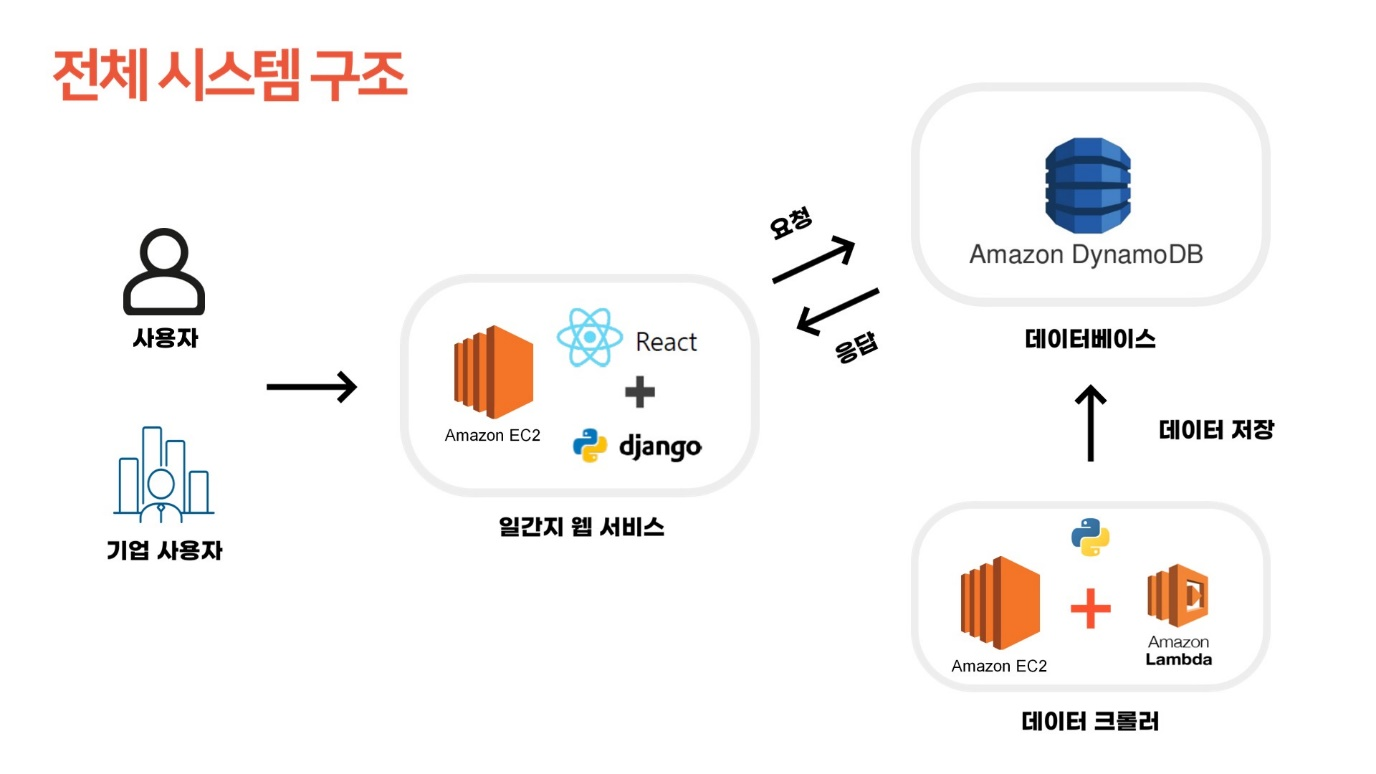 전체 시스템 구조
사용자
기업 사용자
Amazon EC2
React
django
일간지 웹 서비스
요청
응답
Amazon DynamoDB
데이터베이스
데이터 저장
Amazon EC2
Amazon
Lambda
데이터 크롤러